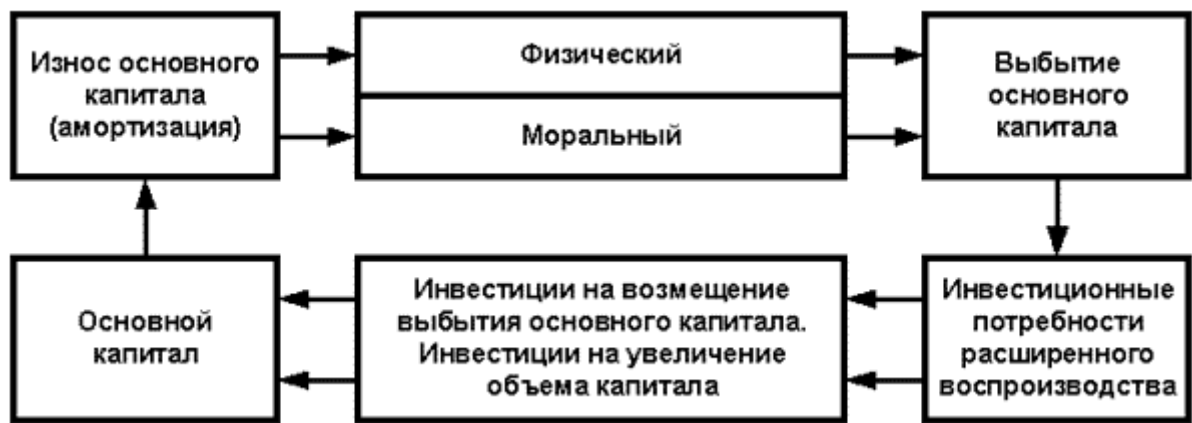 Износ основного
капитала
(амортизация)
Физический
Моральный
Выбытие
основного
капитала
Основной
капитал
Инвестиции на возмещение
выбытия основного капитала.
Инвестиции на увеличение
объема капитала
Инвестиционные
потребности
расширенного
воспроизводства